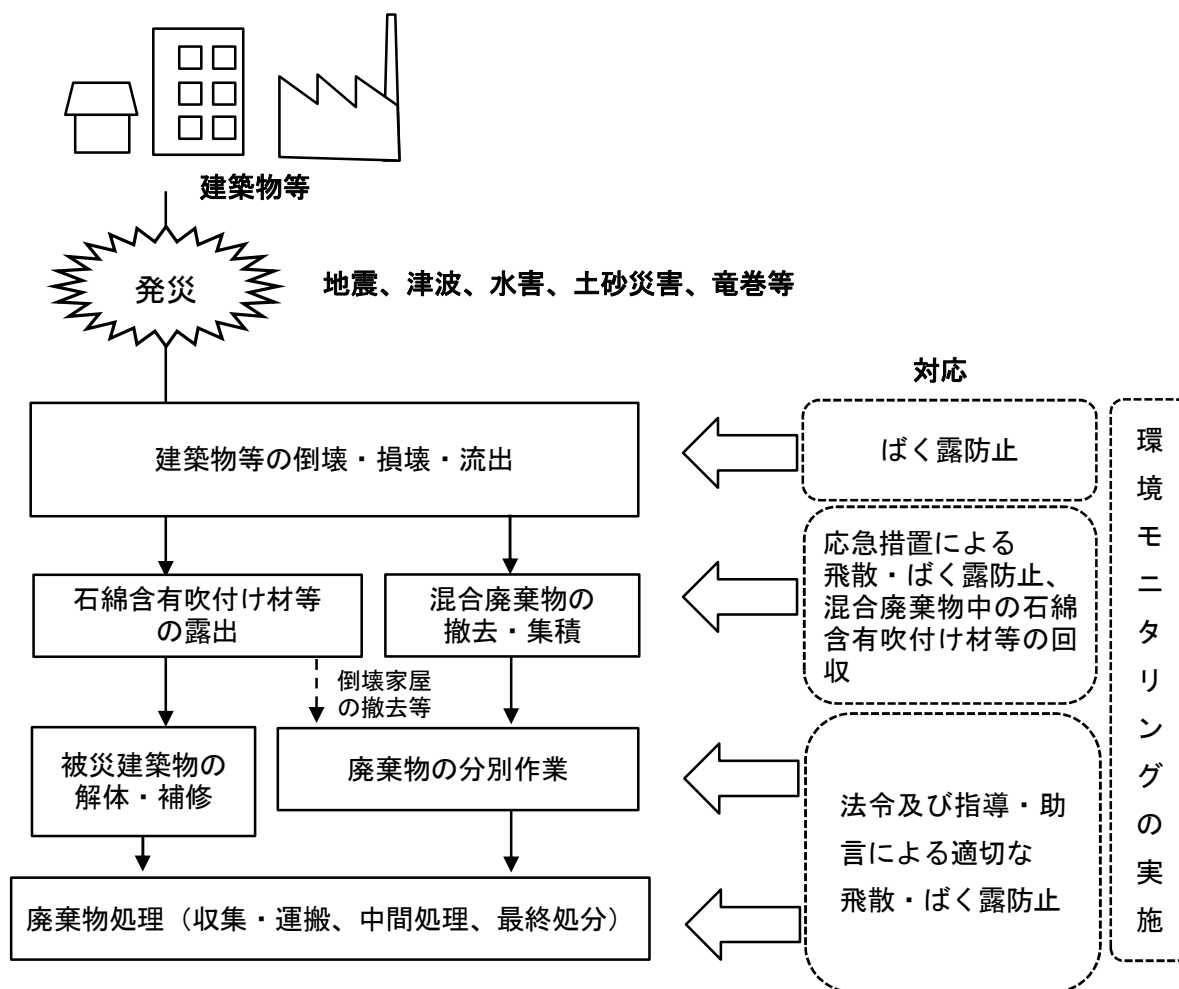 建築物等
発災
地震、津波、水害、土砂災害、竜巻等
対応
建築物等の倒壊・損壊・流出
ばく露防止
環境モニタリングの実施
石綿含有吹付け材等
の露出
混合廃棄物の
撤去・集積
応急措置による
飛散・ばく露防止、
混合廃棄物中の石綿
含有吹付け材等の回
収
倒壊家屋
の撤去等
被災建築物の
解体・補修
廃棄物の分別作業
法令及び指導・助
言による適切な
飛散・ばく露防止
廃棄物処理（収集・運搬、中間処理、最終処分）